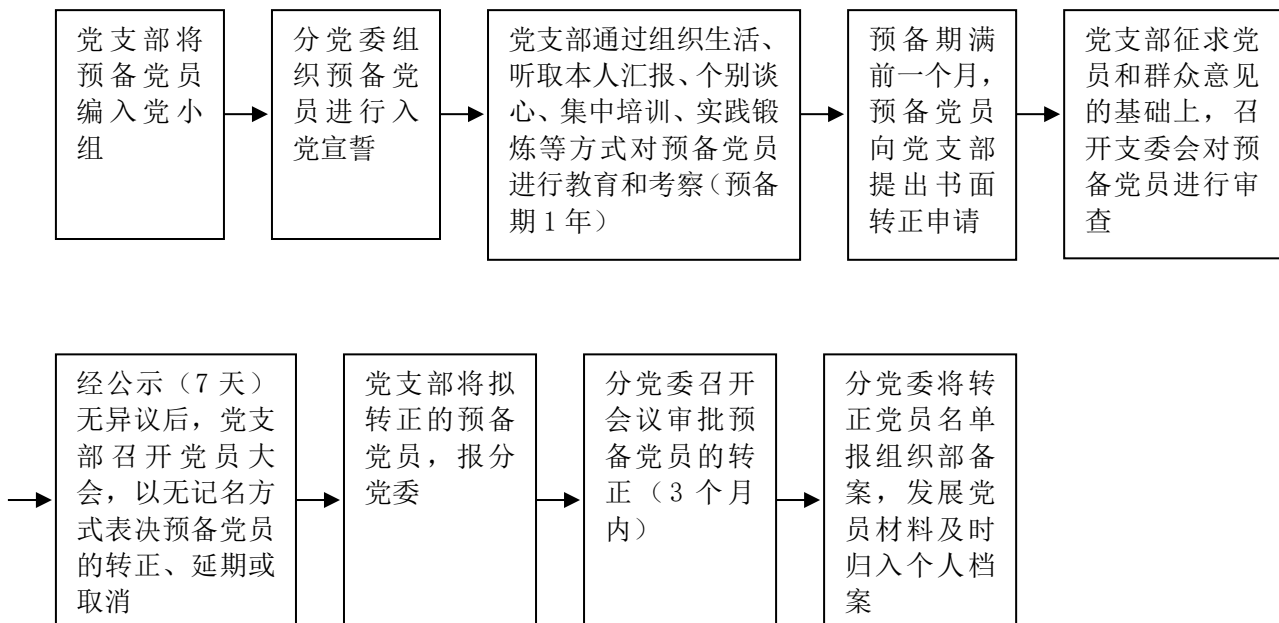 党支部将
预备党员
编入党小
组
分党委组
织预备党
员进行入
党宣誓
党支部通过组织生活、
听取本人汇报、个别谈
心、集中培训、实践锻
炼等方式对预备党员
进行教育和考察（预备
期 1 年）
预备期满
前一个月，
预备党员
向党支部
提出书面
转正申请
党支部征求党
员和群众意见
的基础上，召
开支委会对预
备党员进行审
查
经公示（7 天）
无异议后，党支
部召开党员大
会，以无记名方
式表决预备党员
的转正、延期或
取消
党支部将拟
转正的预备
党员，报分
党委
分党委召开
会议审批预
备党员的转
正（3 个月
内）
分党委将转
正党员名单
报组织部备
案，发展党
员材料及时
归入个人档
案